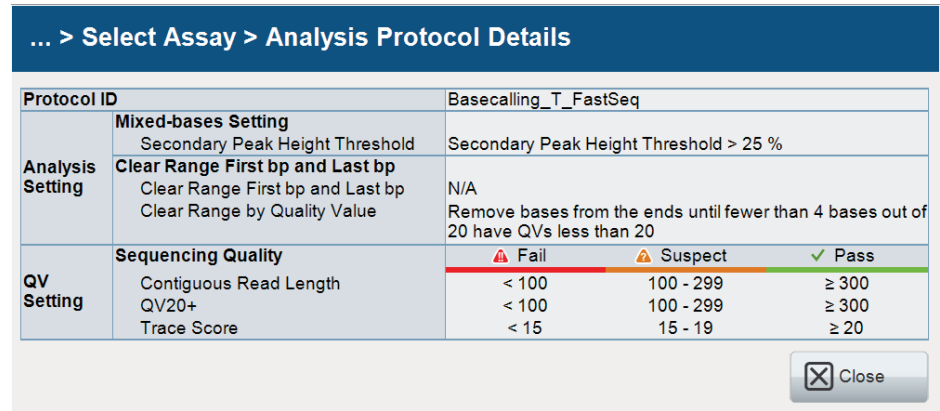 ... > Select Assay > Analysis Protocol Details
Protocol ID Basecalling_T_FastSeq
Analysis Setting
Mixed-bases Setting
Secondary Peak Height Threshold Secondary Peak Height Threshold > 25 %
Clear Range First bp and Last bp
Clear Range First bp and Last bp N/A
Clear Range by Quality Value Remove bases from the ends until fewer than 4 bases out of
20 have QVs less than 20
QV Setting
Sequencing Quality Fail Suspect Pass
Contiguous Read Length < 100 100 - 299 ≥ 300
QV20+ < 100 100 - 299 ≥ 300
Trace Score < 15 15 - 19 ≥ 20
Close